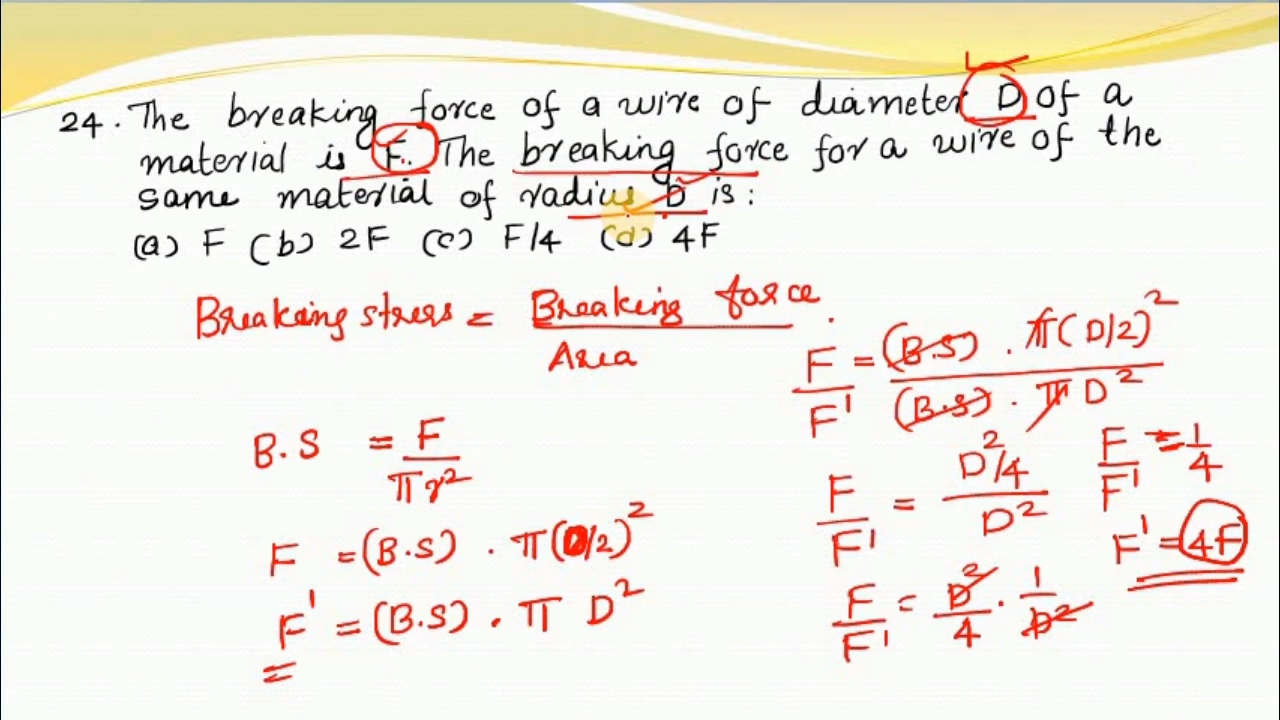 24. The breaking force of a wire of diameter D of a
material is F. The breaking force for a wire of the
same material of radius D is:
(a) F (b) 2F (c) F/4 (d) 4F
Breaking stress = Breaking force
Area
B.S = F
πr²
F = (B.S) . π(D/2)²
F' = (B.S) . π D²
F/F' = (B.S) . π(D/2)² / (B.S) . π D²
F/F' = D²/4 / D²
F/F' = D²/4 . 1/D²
F/F' = 1/4
F' = 4F